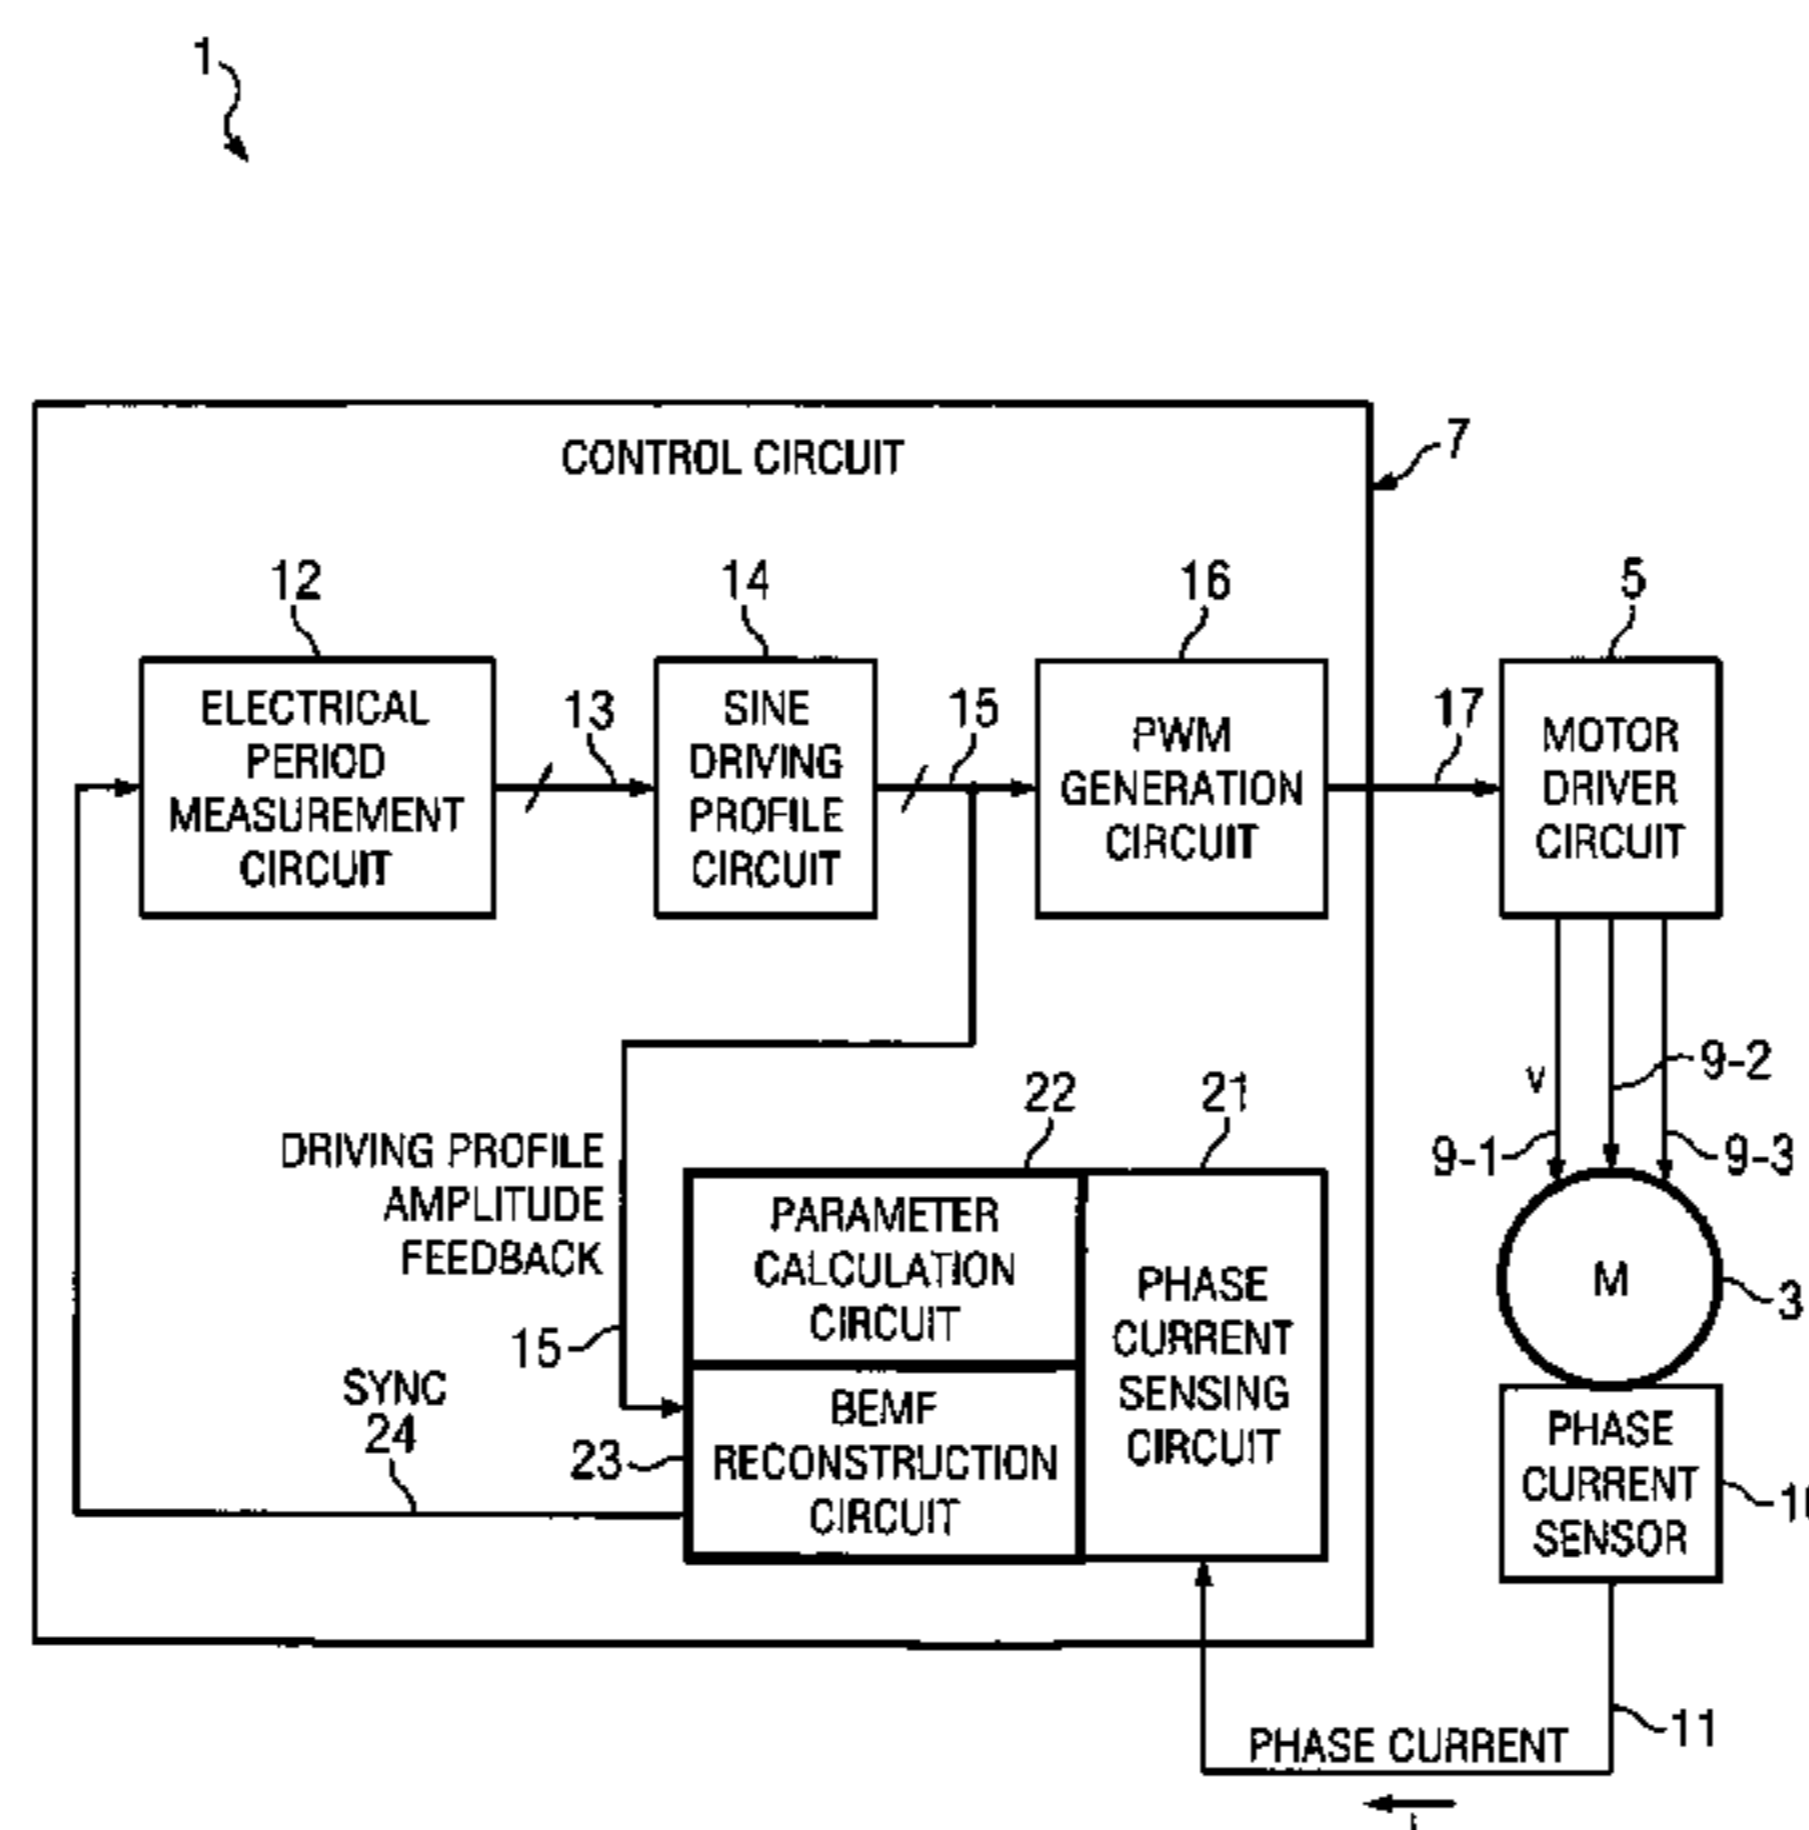 1
CONTROL CIRCUIT
7
12
14
16
5
ELECTRICAL
PERIOD
MEASUREMENT
CIRCUIT
13
SINE
DRIVING
PROFILE
CIRCUIT
15
PWM
GENERATION
CIRCUIT
17
MOTOR
DRIVER
CIRCUIT
v
9-1
9-2
9-3
DRIVING PROFILE
AMPLITUDE
FEEDBACK
15
22
21
PARAMETER
CALCULATION
CIRCUIT
PHASE
CURRENT
SENSING
CIRCUIT
M
3
SYNC
24
23
BEMF
RECONSTRUCTION
CIRCUIT
PHASE
CURRENT
SENSOR
PHASE CURRENT
11